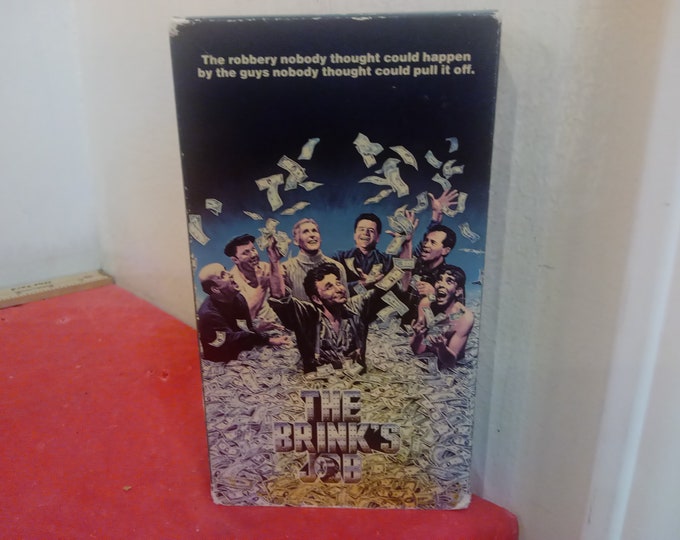 The robbery nobody thought could happen
by the guys nobody thought could pull it off.
THE
BRINK'S
JOB